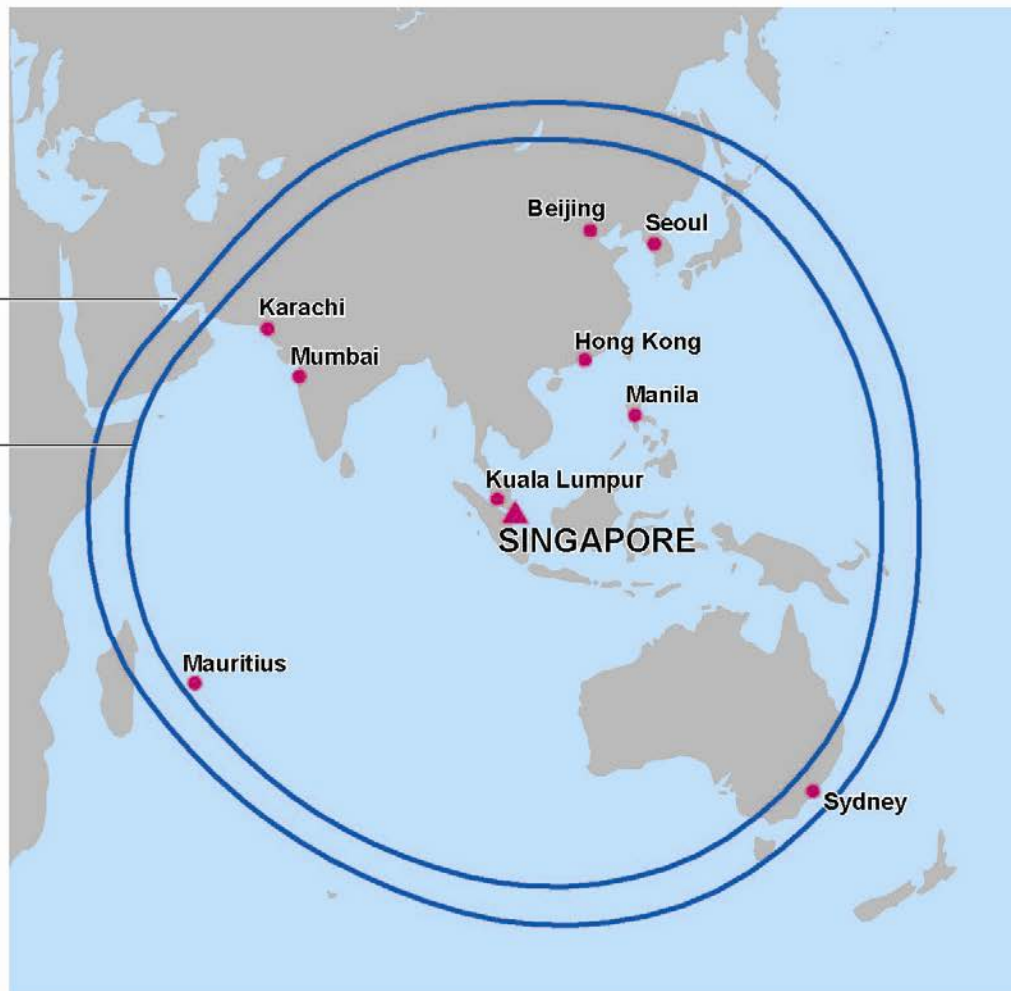 Beijing
Seoul
Karachi
Mumbai
Hong Kong
Manila
Kuala Lumpur
SINGAPORE
Mauritius
Sydney